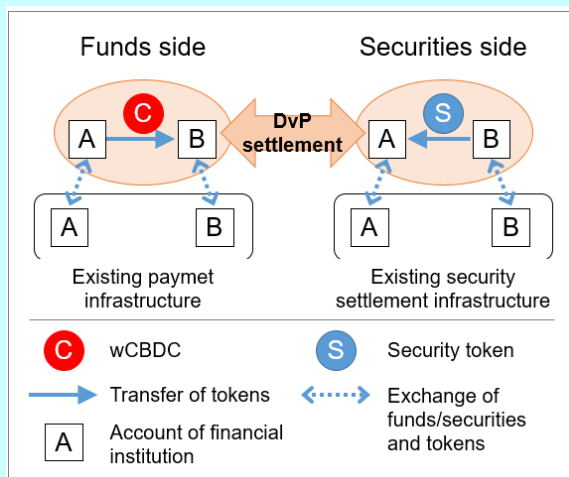 Funds side
Securities side
C
S
A
B
DvP
settlement
A
B
A
B
A
B
Existing paymet
infrastructure
Existing security
settlement infrastructure
C
wCBDC
S
Security token
Transfer of tokens
Exchange of
funds/securities
and tokens
A
Account of financial
institution